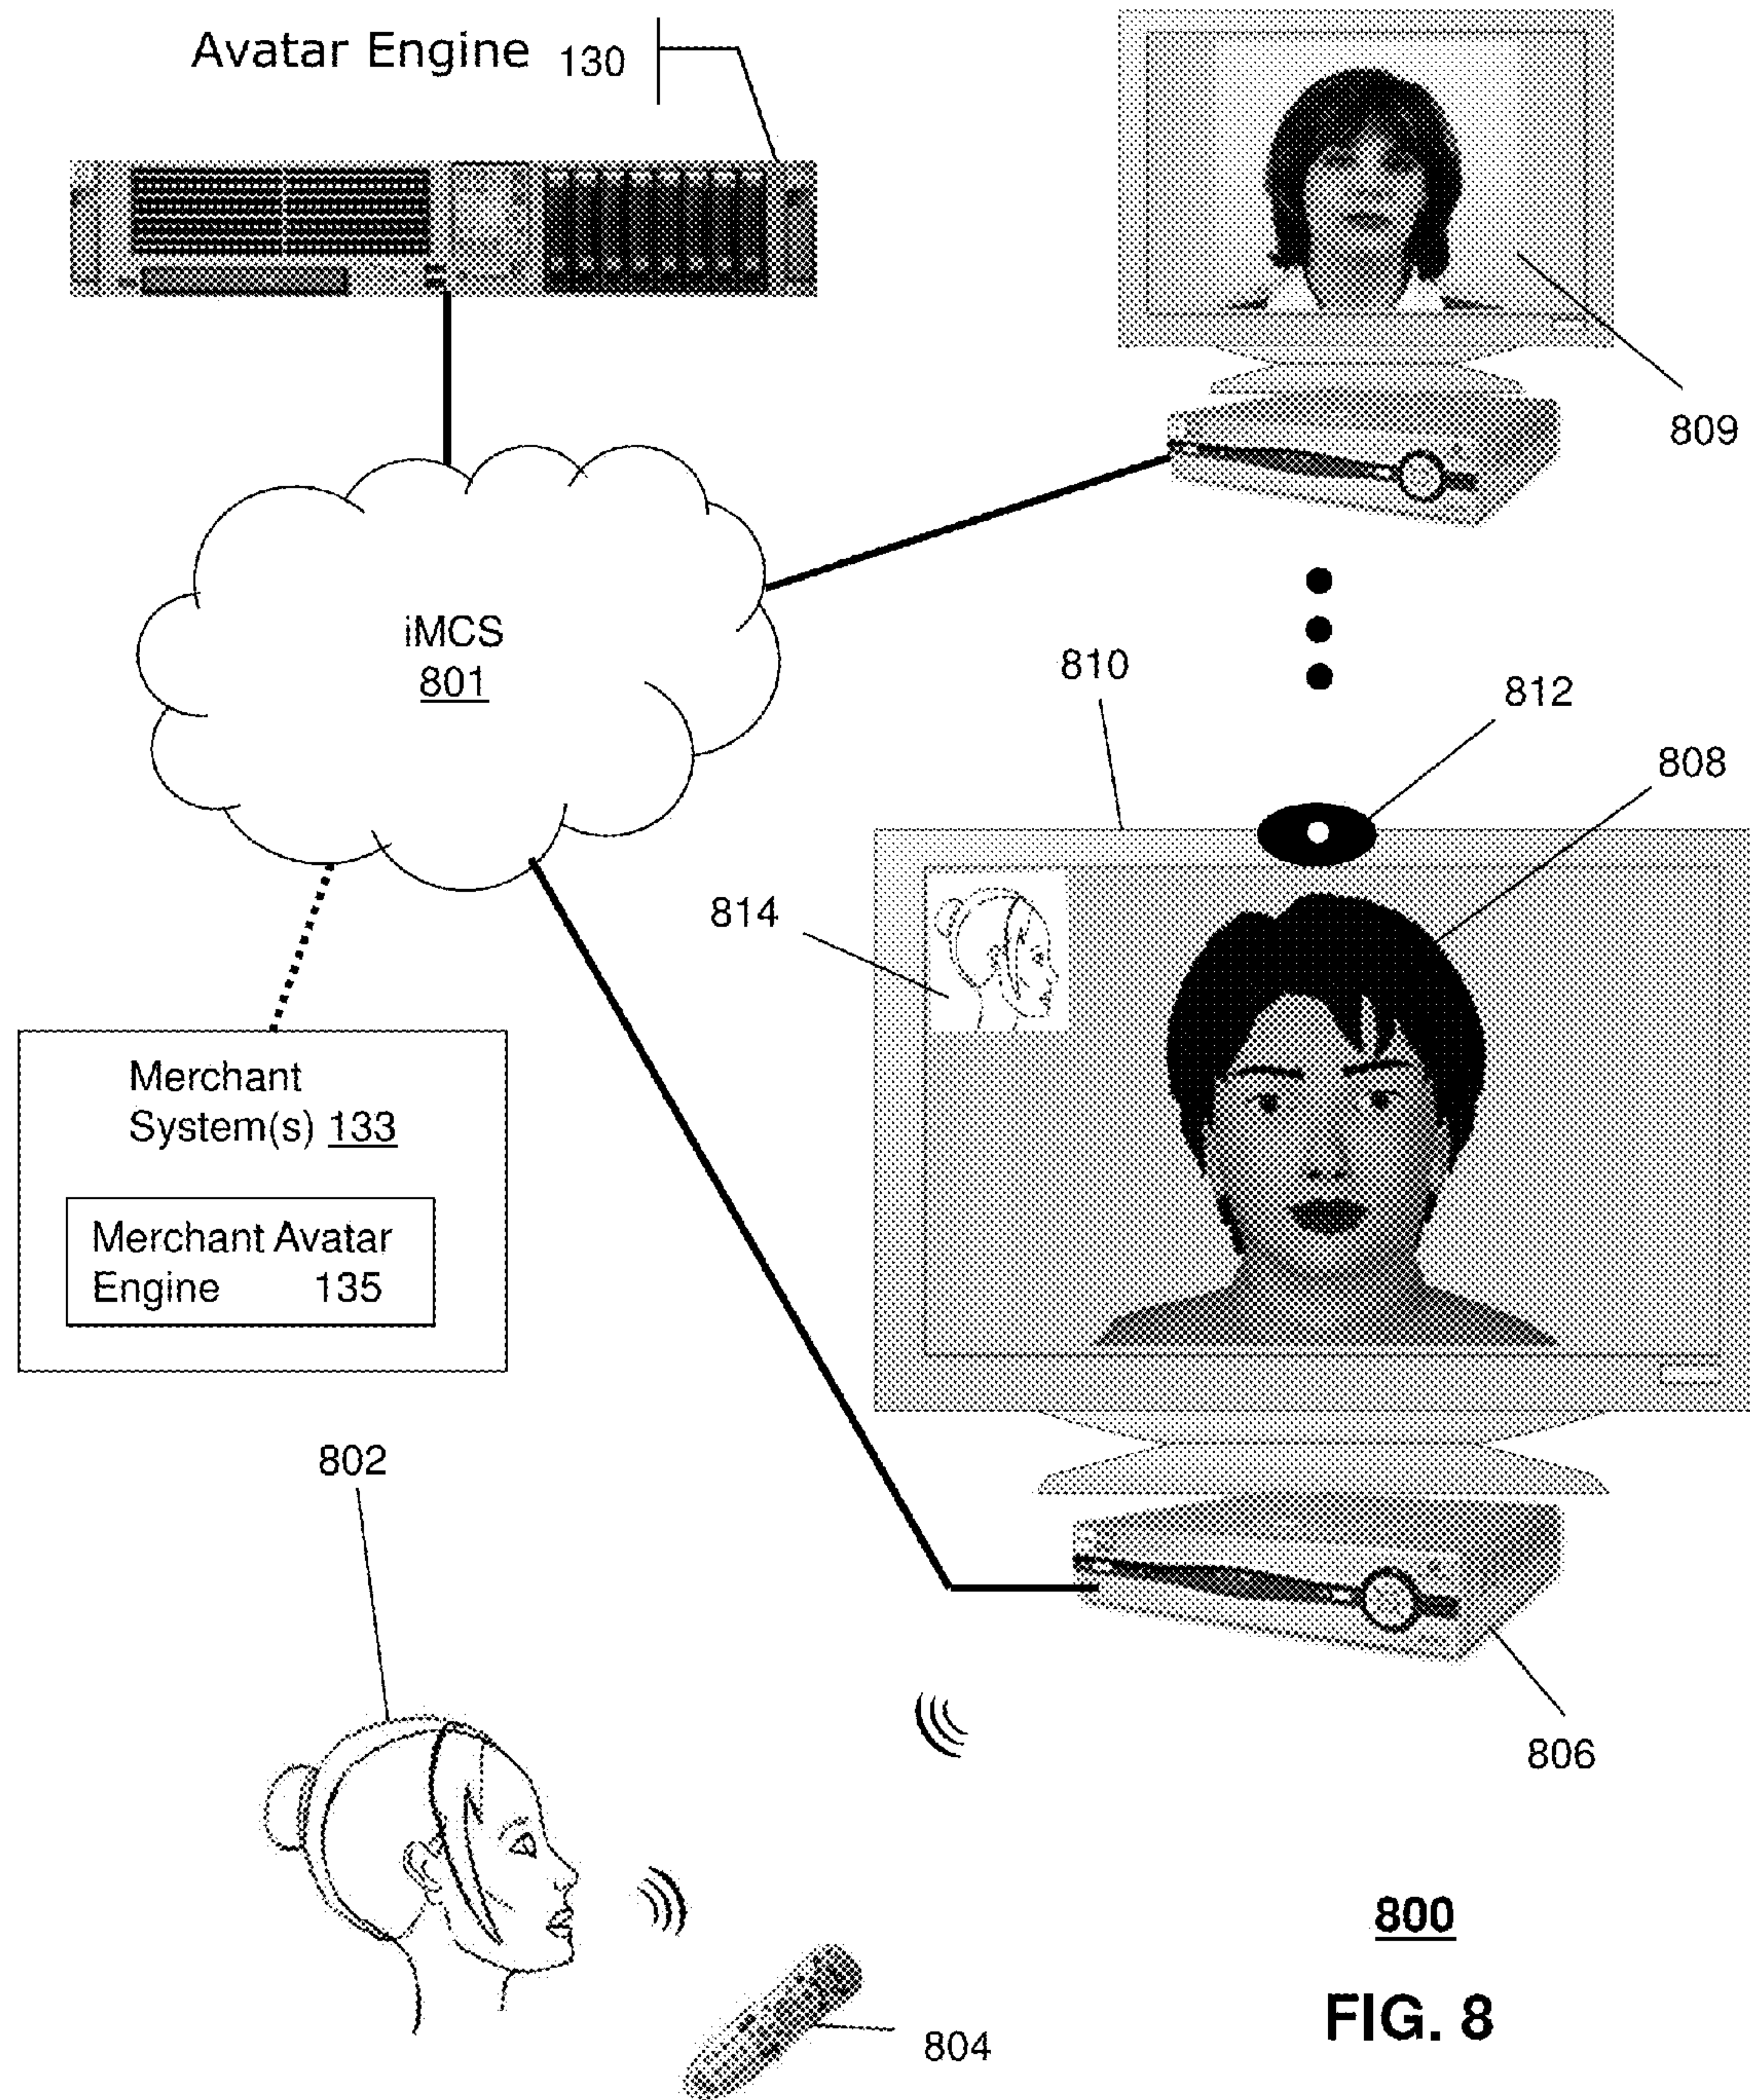 Avatar Engine 130
809
iMCS
801
810
812
808
814
Merchant
System(s) 133
Merchant Avatar
Engine 135
802
806
800
FIG. 8
804